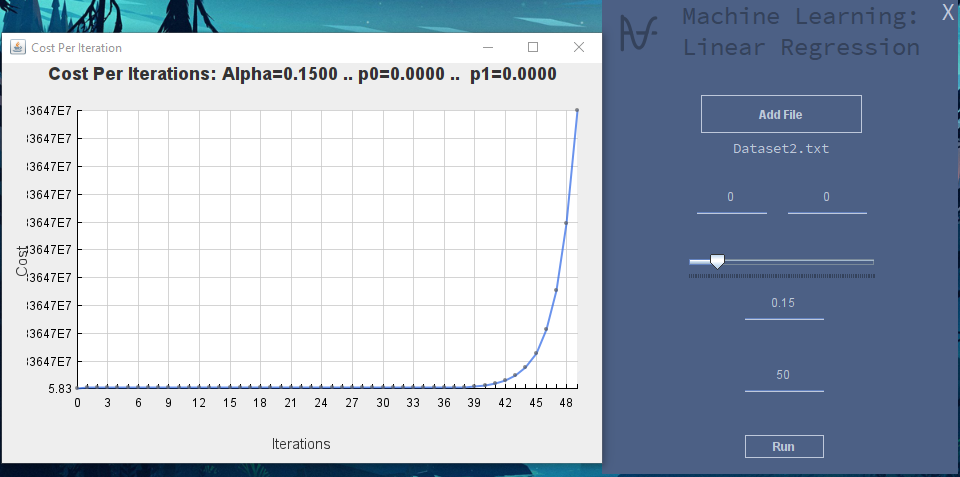 Cost Per Iteration
Cost Per Iterations: Alpha=0.1500 .. p0=0.0000 .. p1=0.0000
3647E7
3647E7
3647E7
3647E7
3647E7
3647E7
3647E7
3647E7
3647E7
3647E7
5.83
Cost
0 3 6 9 12 15 18 21 24 27 30 33 36 39 42 45 48
Iterations
X
Machine Learning:
Linear Regression
Add File
Dataset2.txt
0 0
0.15
50
Run